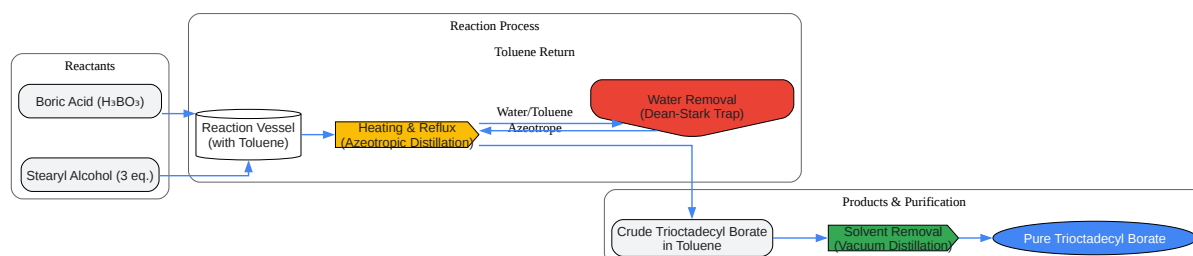 Reaction Process
Toluene Return
Reactants
Boric Acid (H₃BO₃)
Stearyl Alcohol (3 eq.)
Reaction Vessel
(with Toluene)
Heating & Reflux
(Azeotropic Distillation)
Water/Toluene
Azeotrope
Water Removal
(Dean-Stark Trap)
Products & Purification
Crude Trioctadecyl Borate
in Toluene
Solvent Removal
(Vacuum Distillation)
Pure Trioctadecyl Borate